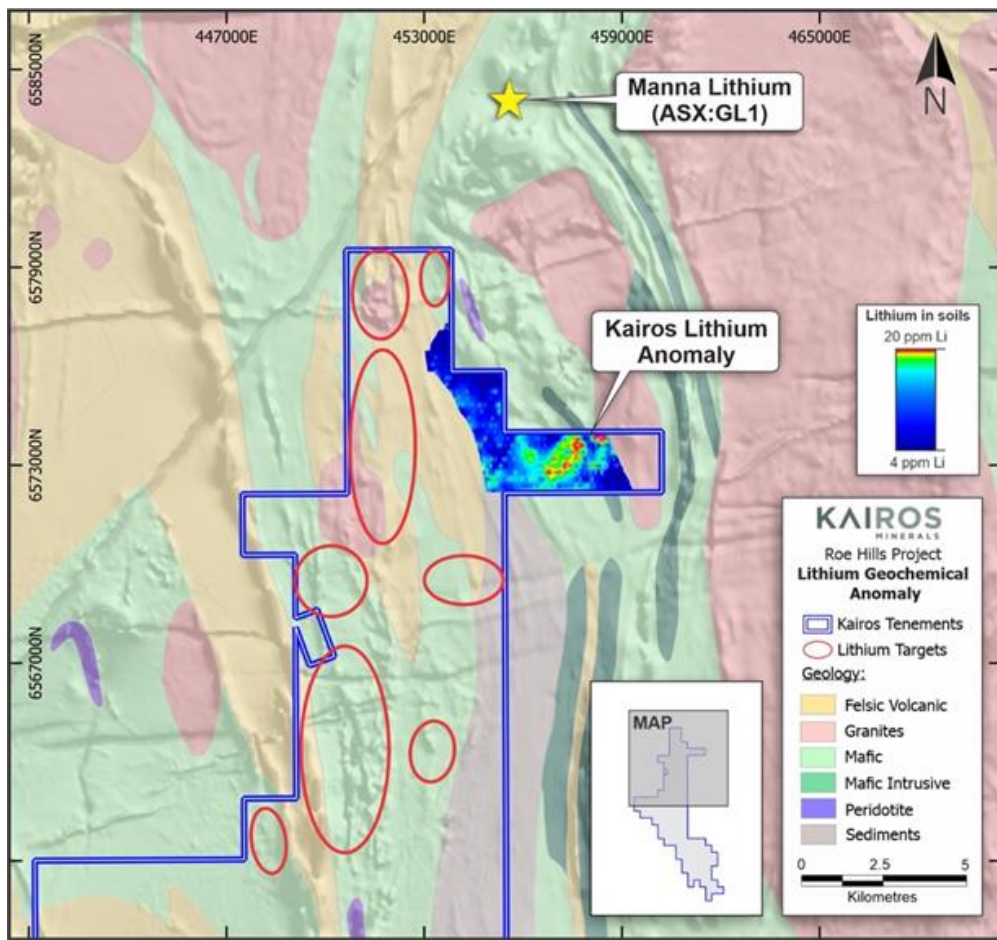 447000E
453000E
459000E
465000E
6585000N
6579000N
6573000N
6567000N
Manna Lithium
(ASX:GL1)
N
Kairos Lithium
Anomaly
Lithium in soils
20 ppm Li
4 ppm Li
KAIROS
MINERALS
Roe Hills Project
Lithium Geochemical
Anomaly
Kairos Tenements
Lithium Targets
Geology:
Felsic Volcanic
Granites
Mafic
Mafic Intrusive
Peridotite
Sediments
0 2.5 5
Kilometres
MAP